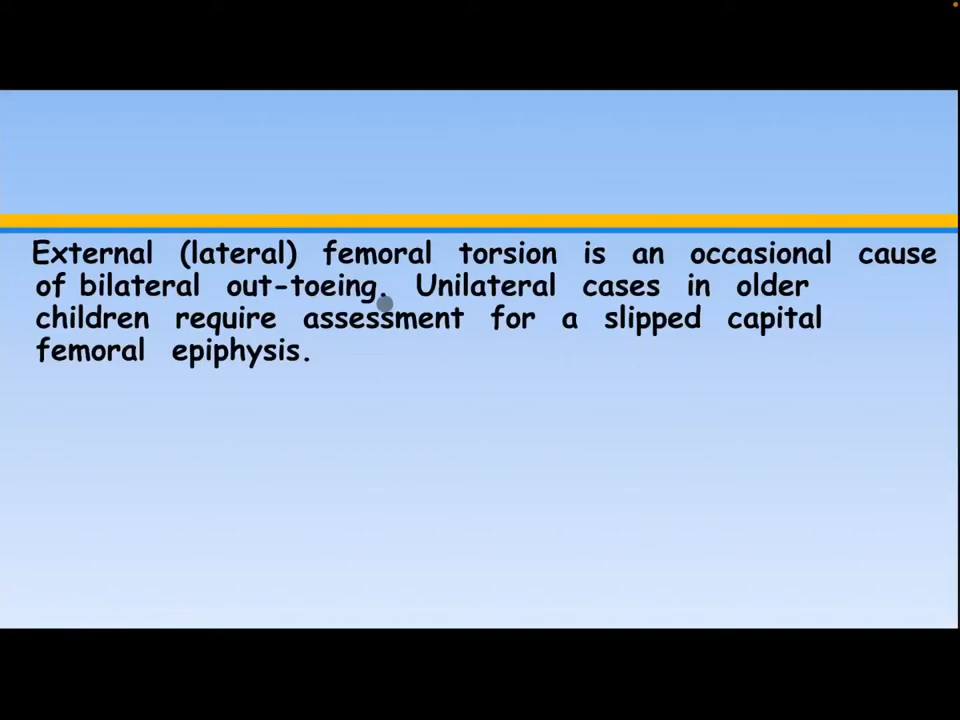 External (lateral) femoral torsion is an occasional cause
of bilateral out-toeing. Unilateral cases in older
children require assessment for a slipped capital
femoral epiphysis.